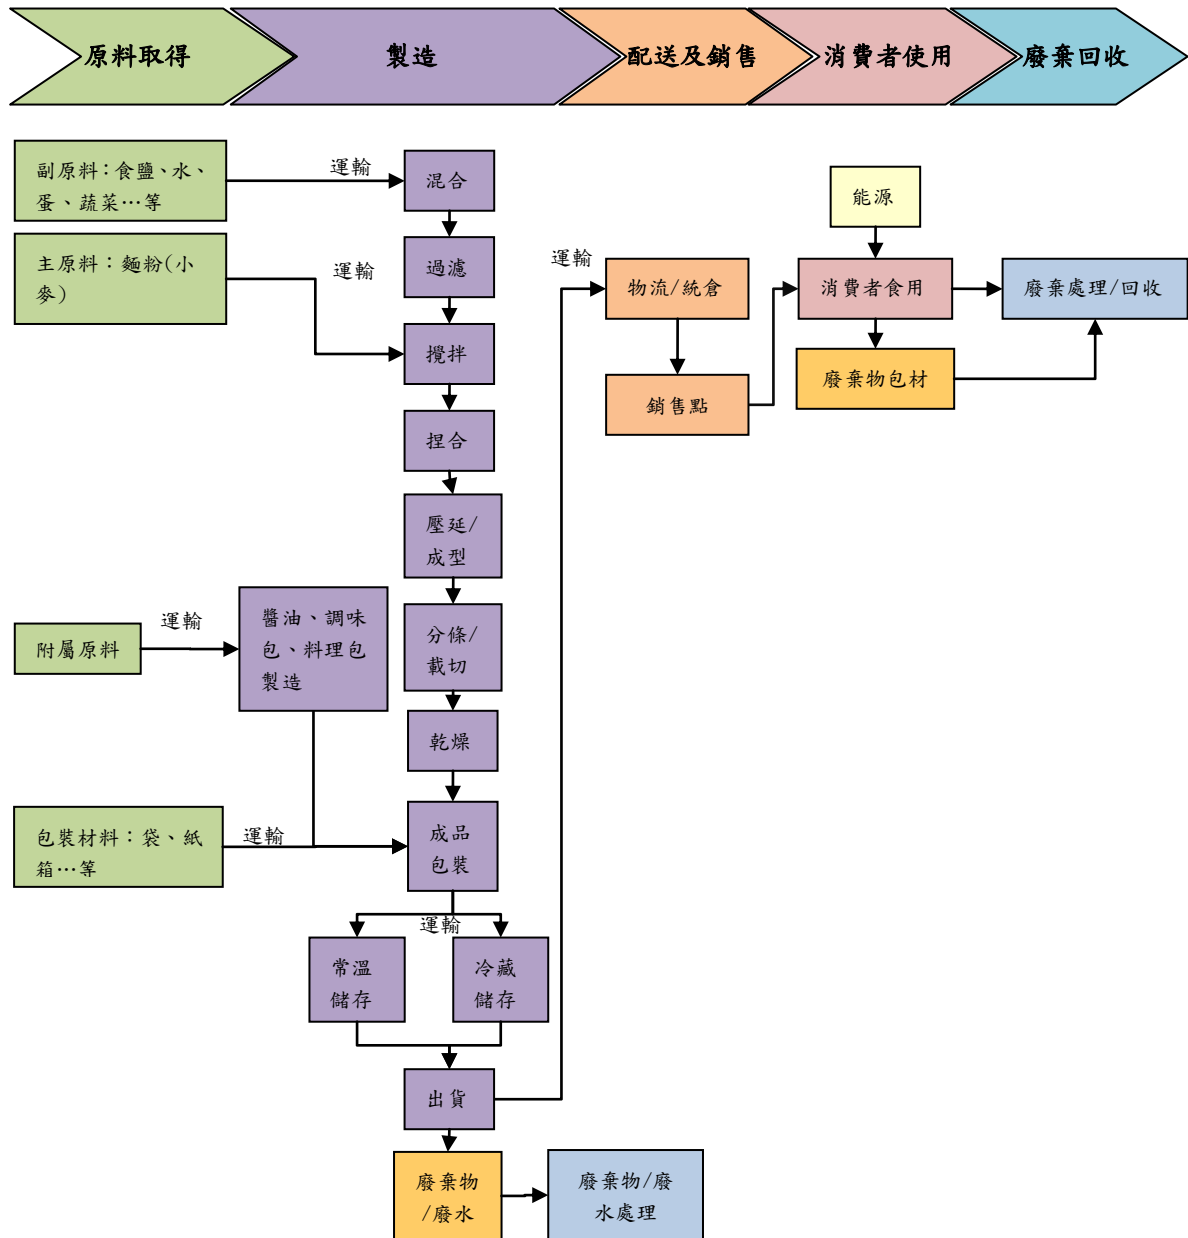 原料取得
製造
配送及銷售
消費者使用
廢棄回收
副原料：食鹽、水、
蛋、蔬菜…等
運輸
混合
能源
主原料：麵粉(小
麥)
運輸
過濾
運輸
物流/統倉
消費者食用
廢棄處理/回收
攪拌
銷售點
廢棄物包材
捏合
壓延/
成型
附屬原料
運輸
醬油、調味
包、料理包
製造
分條/
載切
乾燥
包裝材料：袋、紙
箱…等
運輸
成品
包裝
運輸
常溫
儲存
冷藏
儲存
出貨
廢棄物
/廢水
廢棄物/廢
水處理